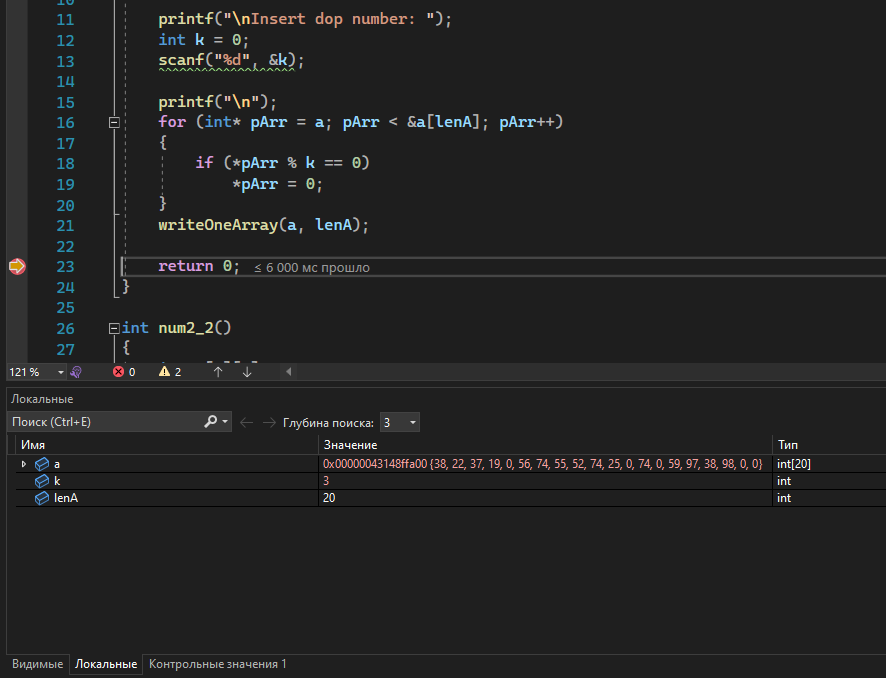 10
11 printf("\nInsert dop number: ");
12 int k = 0;
13 scanf("%d", &k);
14
15 printf("\n");
16 for (int* pArr = a; pArr < &a[lenA]; pArr++)
17 {
18 if (*pArr % k == 0)
19 *pArr = 0;
20 }
21 writeOneArray(a, lenA);
22
23 return 0; ≤ 6 000 мс прошло
24 }
25
26 int num2_2()
27 {
121 % 0 2
Локальные
Поиск (Ctrl+E) Глубина поиска: 3
Имя Значение Тип
a 0x00000043148ffa00 {38, 22, 37, 19, 0, 56, 74, 55, 52, 74, 25, 0, 74, 0, 59, 97, 38, 98, 0, 0} int[20]
k 3 int
lenA 20 int
Видимые Локальные Контрольные значения 1